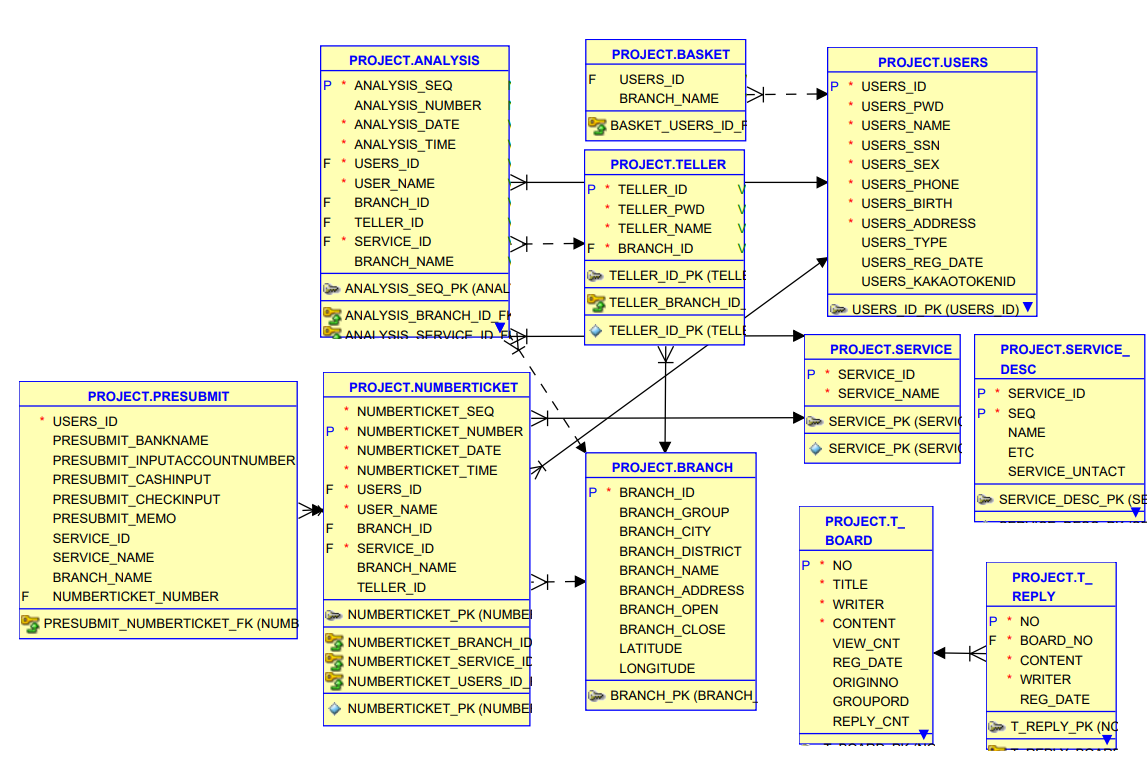 PROJECT.ANALYSIS
P * ANALYSIS_SEQ
ANALYSIS_NUMBER
* ANALYSIS_DATE
* ANALYSIS_TIME
F * USERS_ID
* USER_NAME
F BRANCH_ID
F TELLER_ID
F * SERVICE_ID
BRANCH_NAME
ANALYSIS_SEQ_PK (ANAL
ANALYSIS_BRANCH_ID_F
ANALYSIS_SERVICE_ID_F
PROJECT.BASKET
F USERS_ID
BRANCH_NAME
BASKET_USERS_ID_F
PROJECT.TELLER
P * TELLER_ID V
* TELLER_PWD V
* TELLER_NAME V
F * BRANCH_ID V
TELLER_ID_PK (TELLE
TELLER_BRANCH_ID_
TELLER_ID_PK (TELLE
PROJECT.USERS
P * USERS_ID
* USERS_PWD
* USERS_NAME
* USERS_SSN
* USERS_SEX
* USERS_PHONE
* USERS_BIRTH
* USERS_ADDRESS
USERS_TYPE
USERS_REG_DATE
USERS_KAKAOTOKENID
USERS_ID_PK (USERS_ID)
PROJECT.PRESUBMIT
* USERS_ID
PRESUBMIT_BANKNAME
PRESUBMIT_INPUTACCOUNTNUMBER
PRESUBMIT_CASHINPUT
PRESUBMIT_CHECKINPUT
PRESUBMIT_MEMO
SERVICE_ID
SERVICE_NAME
BRANCH_NAME
F NUMBERTICKET_NUMBER
PRESUBMIT_NUMBERTICKET_FK (NUMB
PROJECT.NUMBERTICKET
* NUMBERTICKET_SEQ
P * NUMBERTICKET_NUMBER
* NUMBERTICKET_DATE
* NUMBERTICKET_TIME
F * USERS_ID
* USER_NAME
F BRANCH_ID
F * SERVICE_ID
BRANCH_NAME
TELLER_ID
NUMBERTICKET_PK (NUMBE
NUMBERTICKET_BRANCH_ID
NUMBERTICKET_SERVICE_ID
NUMBERTICKET_USERS_ID_
NUMBERTICKET_PK (NUMBE
PROJECT.BRANCH
P * BRANCH_ID
BRANCH_GROUP
BRANCH_CITY
BRANCH_DISTRICT
BRANCH_NAME
BRANCH_ADDRESS
BRANCH_OPEN
BRANCH_CLOSE
LATITUDE
LONGITUDE
BRANCH_PK (BRANCH_
PROJECT.SERVICE
P * SERVICE_ID
* SERVICE_NAME
SERVICE_PK (SERVIC
SERVICE_PK (SERVIC
PROJECT.SERVICE_
DESC
P * SERVICE_ID
P * SEQ
NAME
ETC
SERVICE_UNTACT
SERVICE_DESC_PK (SE
PROJECT.T_
BOARD
P * NO
* TITLE
* WRITER
* CONTENT
VIEW_CNT
REG_DATE
ORIGINNO
GROUPORD
REPLY_CNT
PROJECT.T_
REPLY
P * NO
F * BOARD_NO
* CONTENT
* WRITER
REG_DATE
T_REPLY_PK (NO